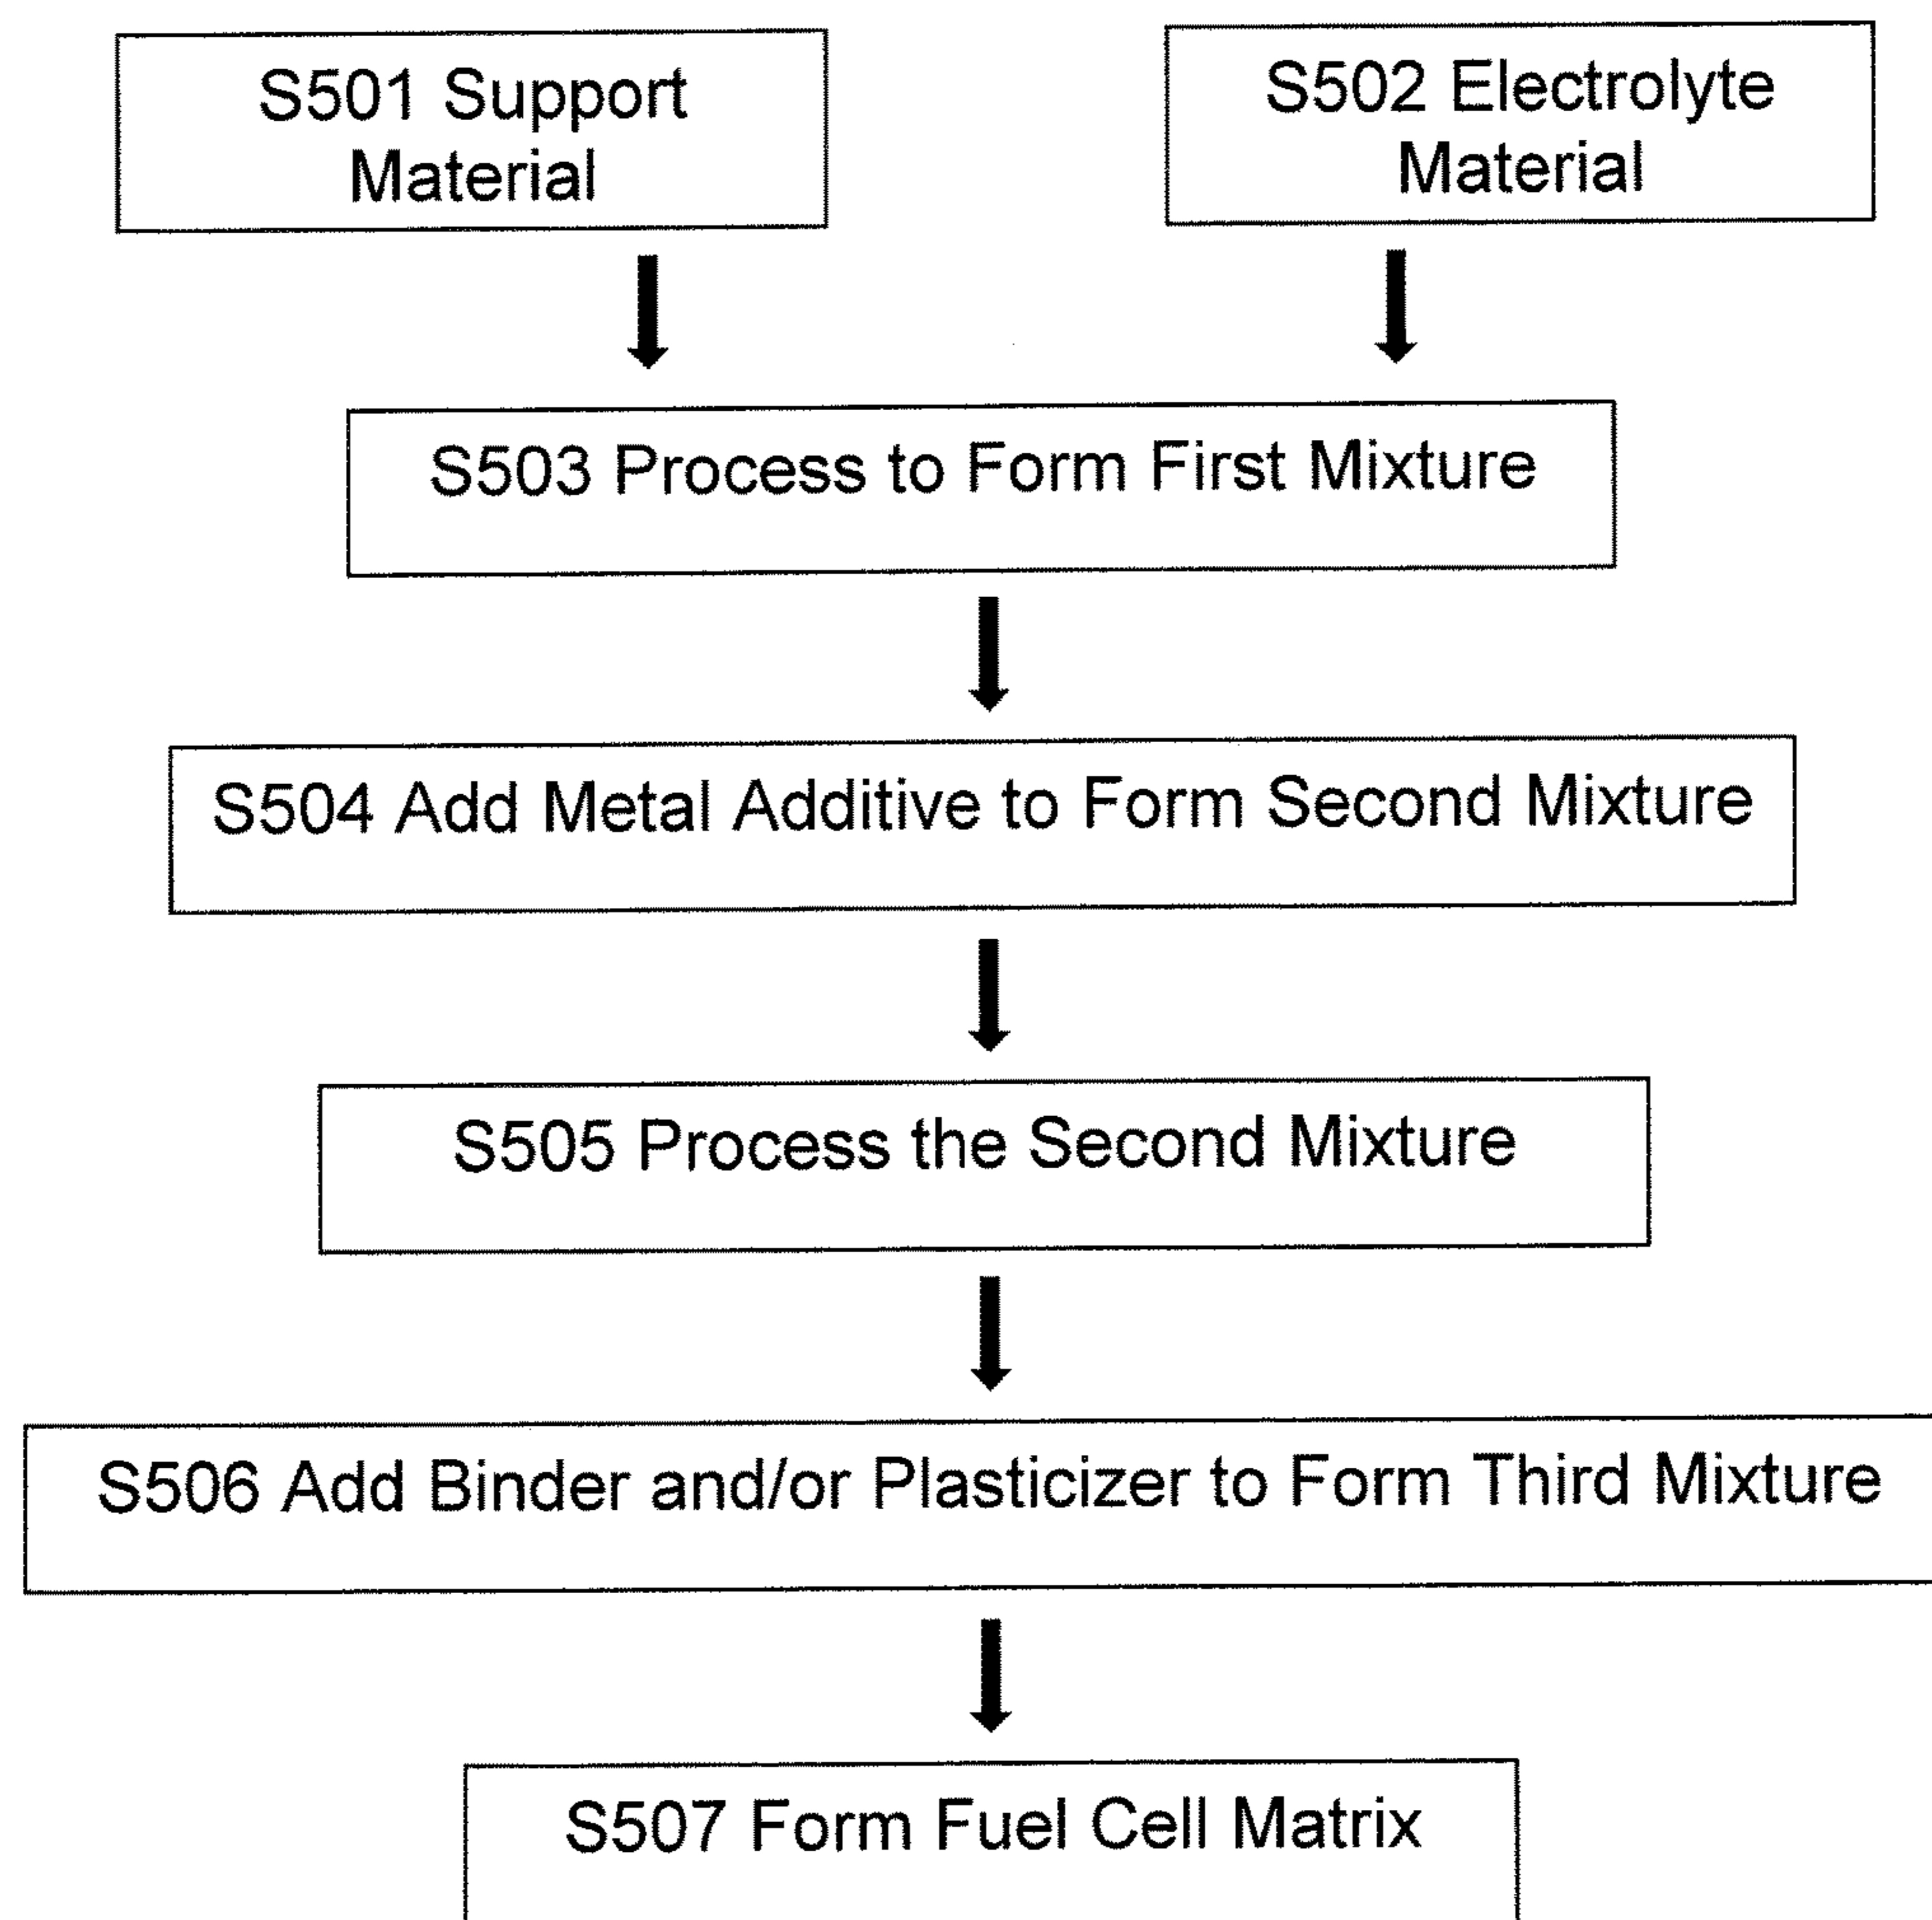 S501 Support
Material
S502 Electrolyte
Material
S503 Process to Form First Mixture
S504 Add Metal Additive to Form Second Mixture
S505 Process the Second Mixture
S506 Add Binder and/or Plasticizer to Form Third Mixture
S507 Form Fuel Cell Matrix